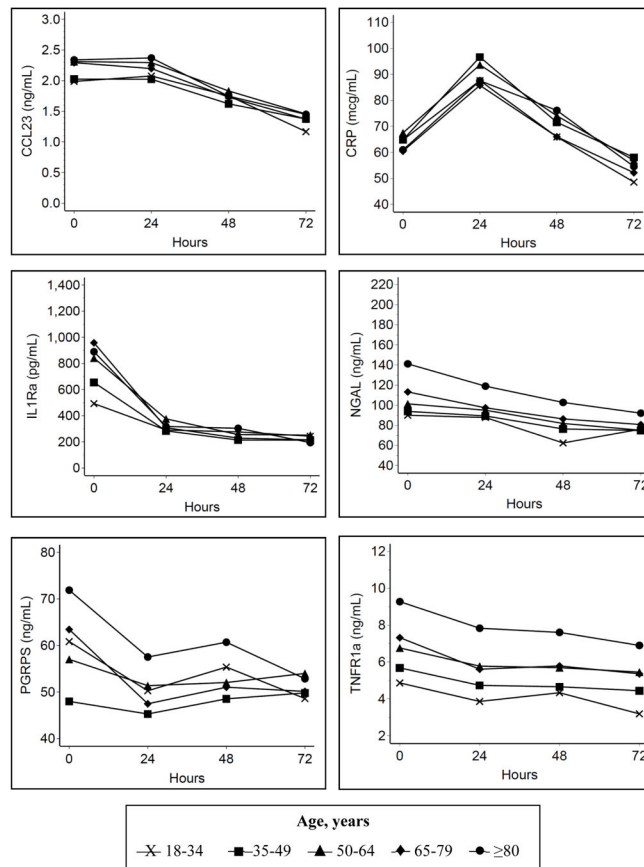 3.0
2.5
2.0
1.5
1.0
0.5
0.0
CCL23 (ng/mL)
0 24 48 72
Hours
110
100
90
80
70
60
50
40
CRP (mcg/mL)
0 24 48 72
Hours
1,400
1,200
1,000
800
600
400
200
0
IL1Ra (pg/mL)
0 24 48 72
Hours
220
200
180
160
140
120
100
80
60
40
NGAL (ng/mL)
0 24 48 72
Hours
80
70
60
50
40
PGRPS (ng/mL)
0 24 48 72
Hours
12
10
8
6
4
2
TNFR1a (ng/mL)
0 24 48 72
Hours
Age, years
18-34 35-49 50-64 65-79 ≥80